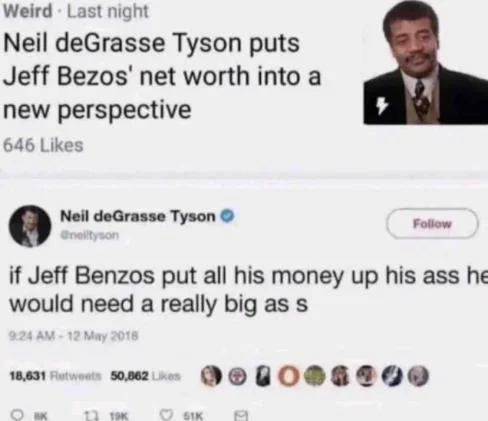 Weird · Last night
Neil deGrasse Tyson puts
Jeff Bezos' net worth into a
new perspective
646 Likes
Neil deGrasse Tyson
@neiltyson
Follow
if Jeff Benzos put all his money up his ass he
would need a really big as s
9:24 AM - 12 May 2018
18,631 Retweets 50,862 Likes
8K 19K 51K